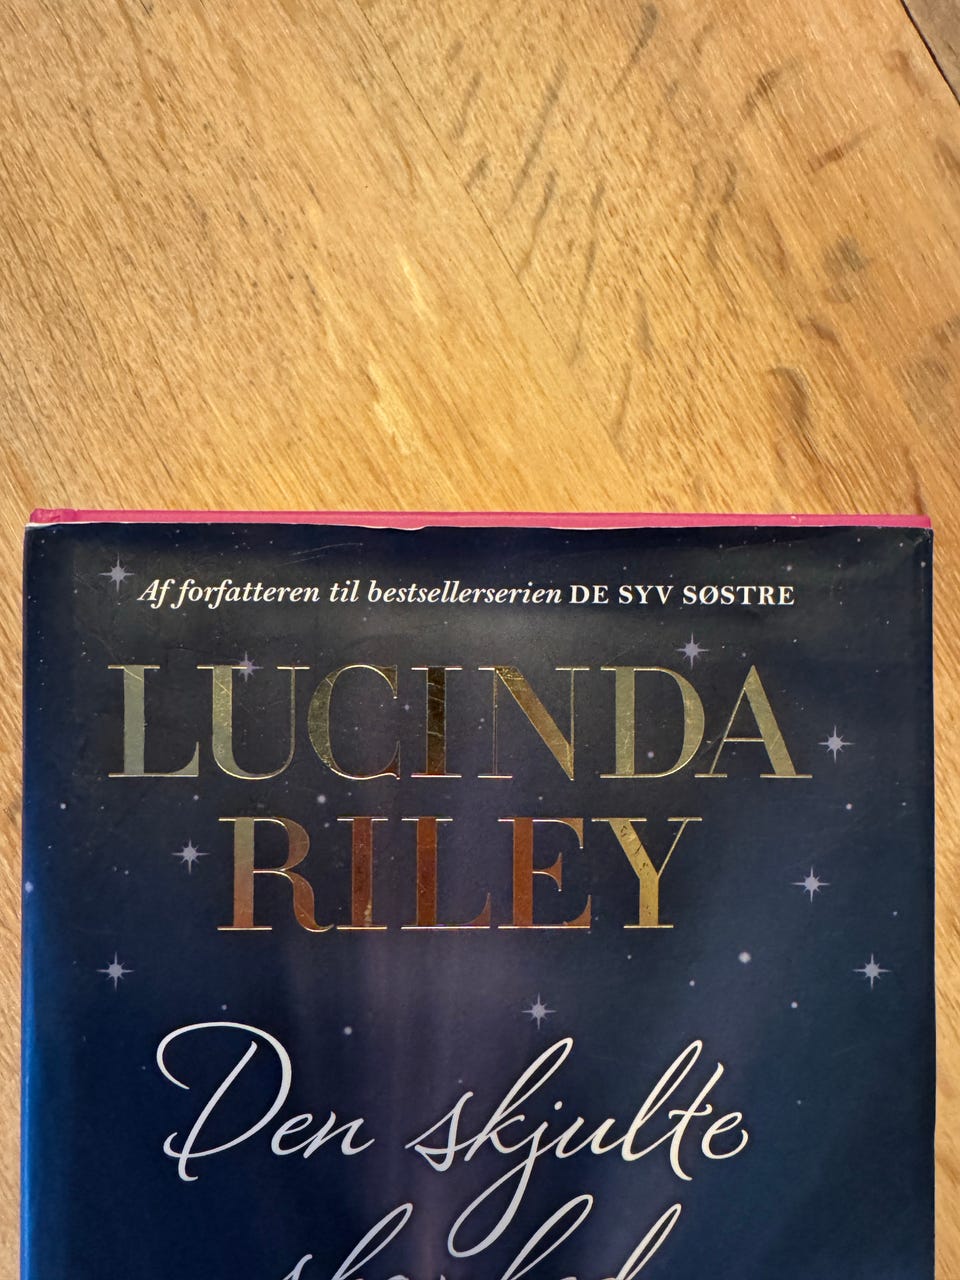 Af forfatteren til bestsellerserien DE SYV SØSTRE
LUCINDA
RILEY
Den skjulte